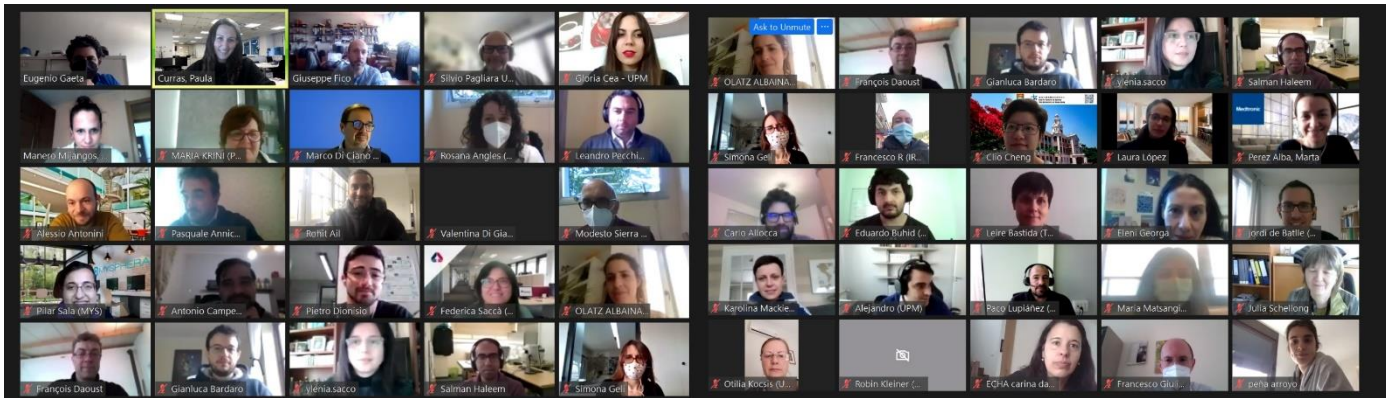 Eugenio Gaeta
Curras, Paula
Giuseppe Fico
Silvio Pagliara U...
Gloria Cea - UPM
Manero Mijangos,
MARIA KRINI (P...
Marco Di Ciano ...
Rosana Angles (...
Leandro Pecchi...
Alessio Antonini
Pasquale Annic...
Ronit Ail
Valentina Di Gia...
Modesto Sierra ...
Pilar Sala (MYS)
Antonio Campe...
Pietro Dionisio
Federica Saccà (...
OLATZ ALBAINA...
François Daoust
Gianluca Bardaro
ylenia.sacco
Salman Haleem
Simona Geli
Ask to Unmute ...
OLATZ ALBAINA...
François Daoust
Gianluca Bardaro
ylenia.sacco
Salman Haleem
Simona Geli
Francesco R (IR...
Clio Cheng
Laura López
Medtronic
Perez Alba, Marta
Carlo Allocca
Eduardo Buhid (...
Leire Bastida (T...
Eleni Georga
jordi de Batlle (...
Karolina Mackie...
Alejandro (UPM)
Paco Lupiáñez (...
Maria Matsangi...
Julia Schellong
Otilia Kocsis (U...
Robin Kleiner (...
ECHA carina da...
Francesco Giu (...
peña arroyo